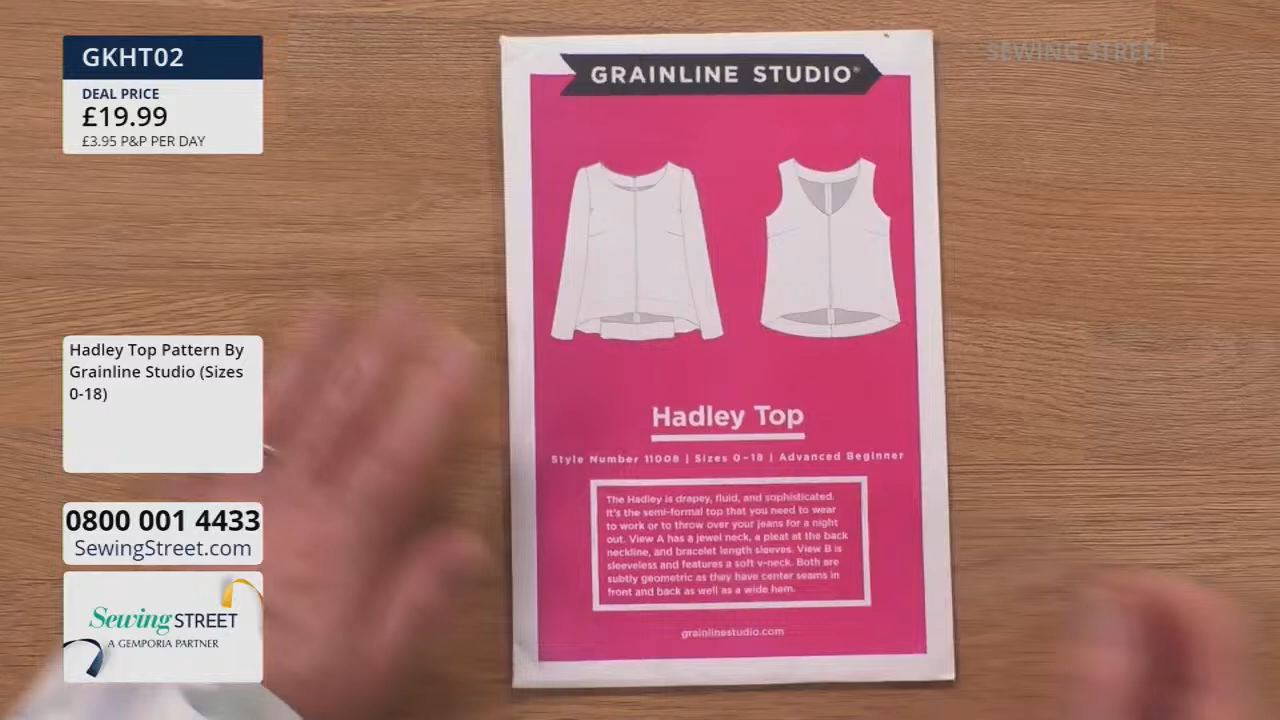 GKHT02
DEAL PRICE
£19.99
£3.95 P&P PER DAY
Hadley Top Pattern By
Grainline Studio (Sizes
0-18)
0800 001 4433
SewingStreet.com
Sewing STREET
A GEMPORIA PARTNER
SEWING STREET
GRAINLINE STUDIO®
Hadley Top
Style Number 11008 | Sizes 0-18 | Advanced Beginner
The Hadley is drapey, fluid, and sophisticated.
It's the semi-formal top that you need to wear
to work or to throw over your jeans for a night
out. View A has a jewel neck, a pleat at the back
neckline, and bracelet length sleeves. View B is
sleeveless and features a soft v-neck. Both are
subtly geometric as they have center seams in
front and back as well as a wide hem.
grainlinestudio.com